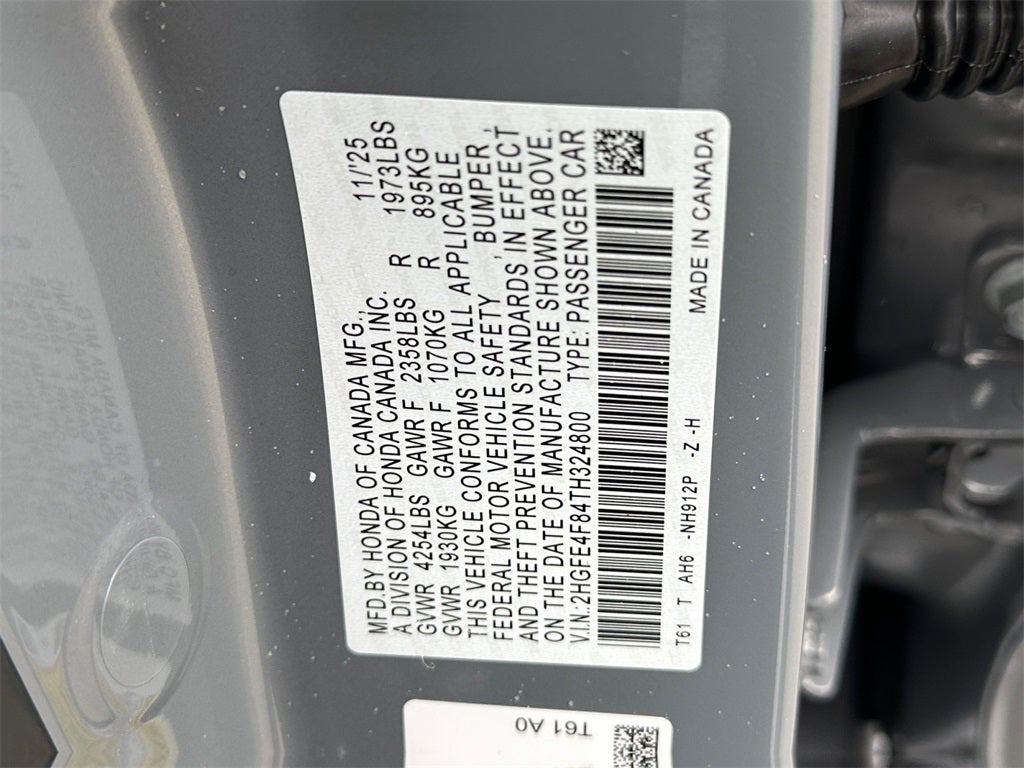 MFD.BY HONDA OF CANADA MFG., 11/'25
A DIVISION OF HONDA CANADA INC.
GVWR 4254LBS GAWR F 2358LBS R 1973LBS
GVWR 1930KG GAWR F 1070KG R 895KG
THIS VEHICLE CONFORMS TO ALL APPLICABLE
FEDERAL MOTOR VEHICLE SAFETY, BUMPER,
AND THEFT PREVENTION STANDARDS IN EFFECT
ON THE DATE OF MANUFACTURE SHOWN ABOVE.
V.I.N.:2HGFE4F84TH324800 TYPE: PASSENGER CAR
T61 T AH6 -NH912P -Z -H MADE IN CANADA
T61 A0